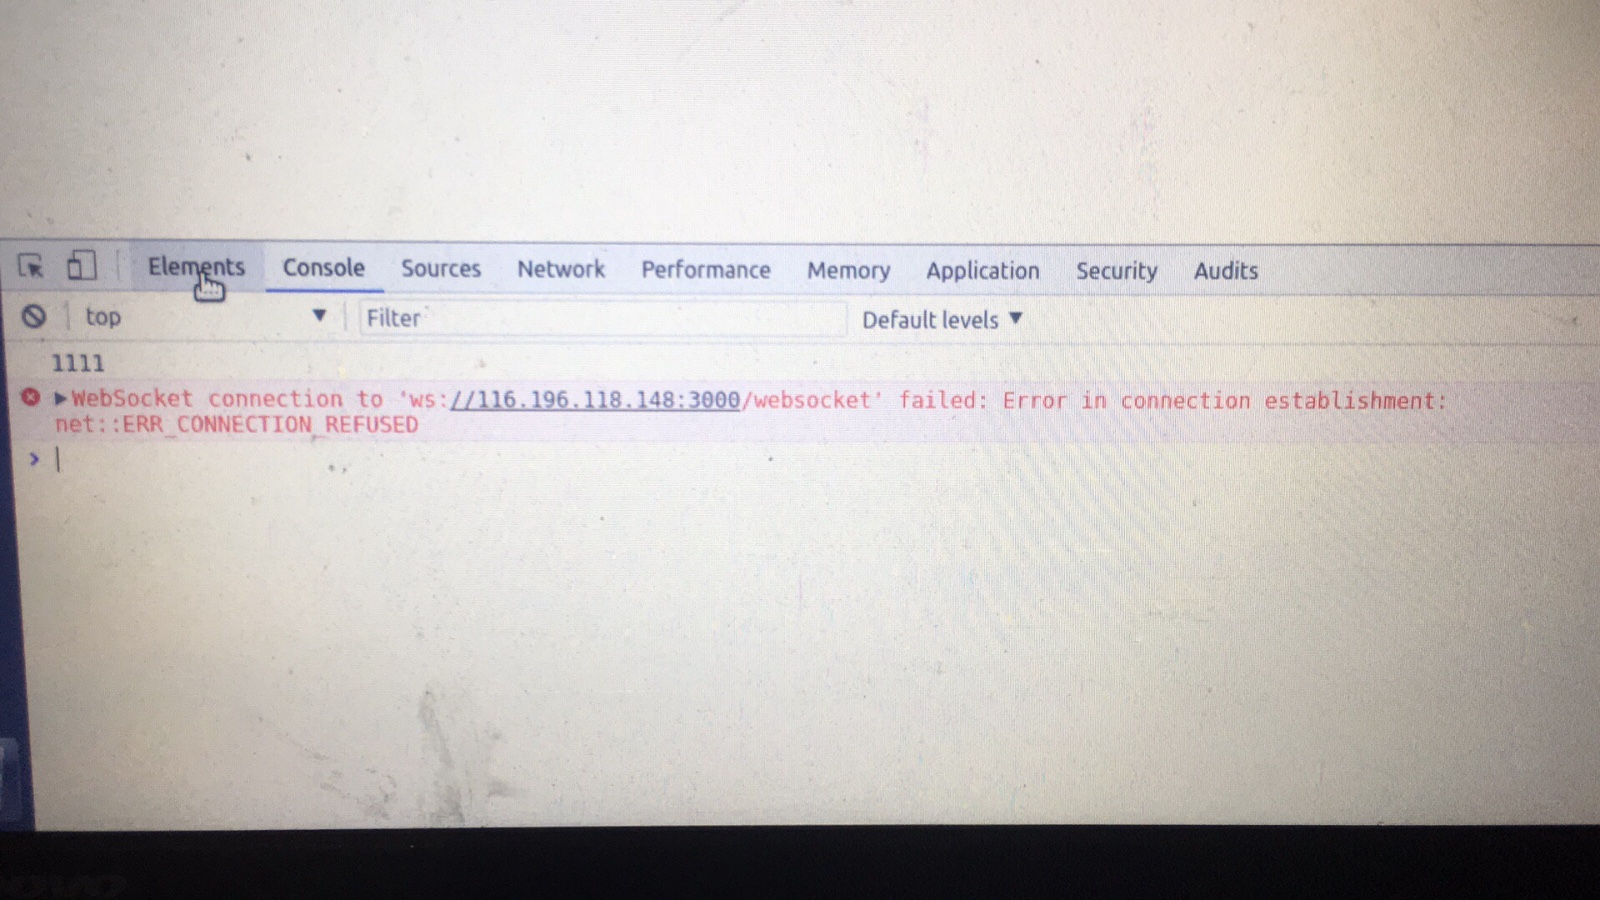 Elements Console Sources Network Performance Memory Application Security Audits
top Filter Default levels
1111
WebSocket connection to 'ws://116.196.118.148:3000/websocket' failed: Error in connection establishment:
net::ERR_CONNECTION_REFUSED